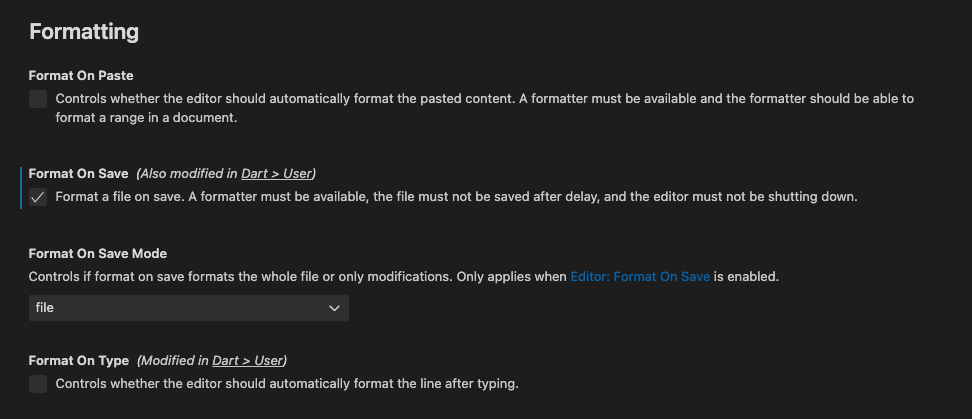 Formatting
Format On Paste
Controls whether the editor should automatically format the pasted content. A formatter must be available and the formatter should be able to
format a range in a document.
Format On Save (Also modified in Dart > User)
Format a file on save. A formatter must be available, the file must not be saved after delay, and the editor must not be shutting down.
Format On Save Mode
Controls if format on save formats the whole file or only modifications. Only applies when Editor: Format On Save is enabled.
file
Format On Type (Modified in Dart > User)
Controls whether the editor should automatically format the line after typing.